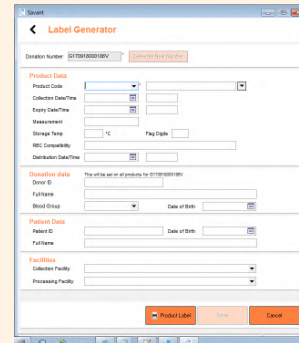 Savant
Label Generator
Donation Number G170918000186V Generate Next Number
Product Data
Product Code
Collection Date/Time
Expiry Date/Time
Measurement
Storage Temp °C Flag Digits
RBC Compatibility
Distribution Date/Time
Donation data This will be set on all products for G170918000186V
Donor ID
Full Name
Blood Group Date of Birth
Patient Data
Patient ID Date of Birth
Full Name
Facilities
Collection Facility
Processing Facility
Product Label Clear Cancel